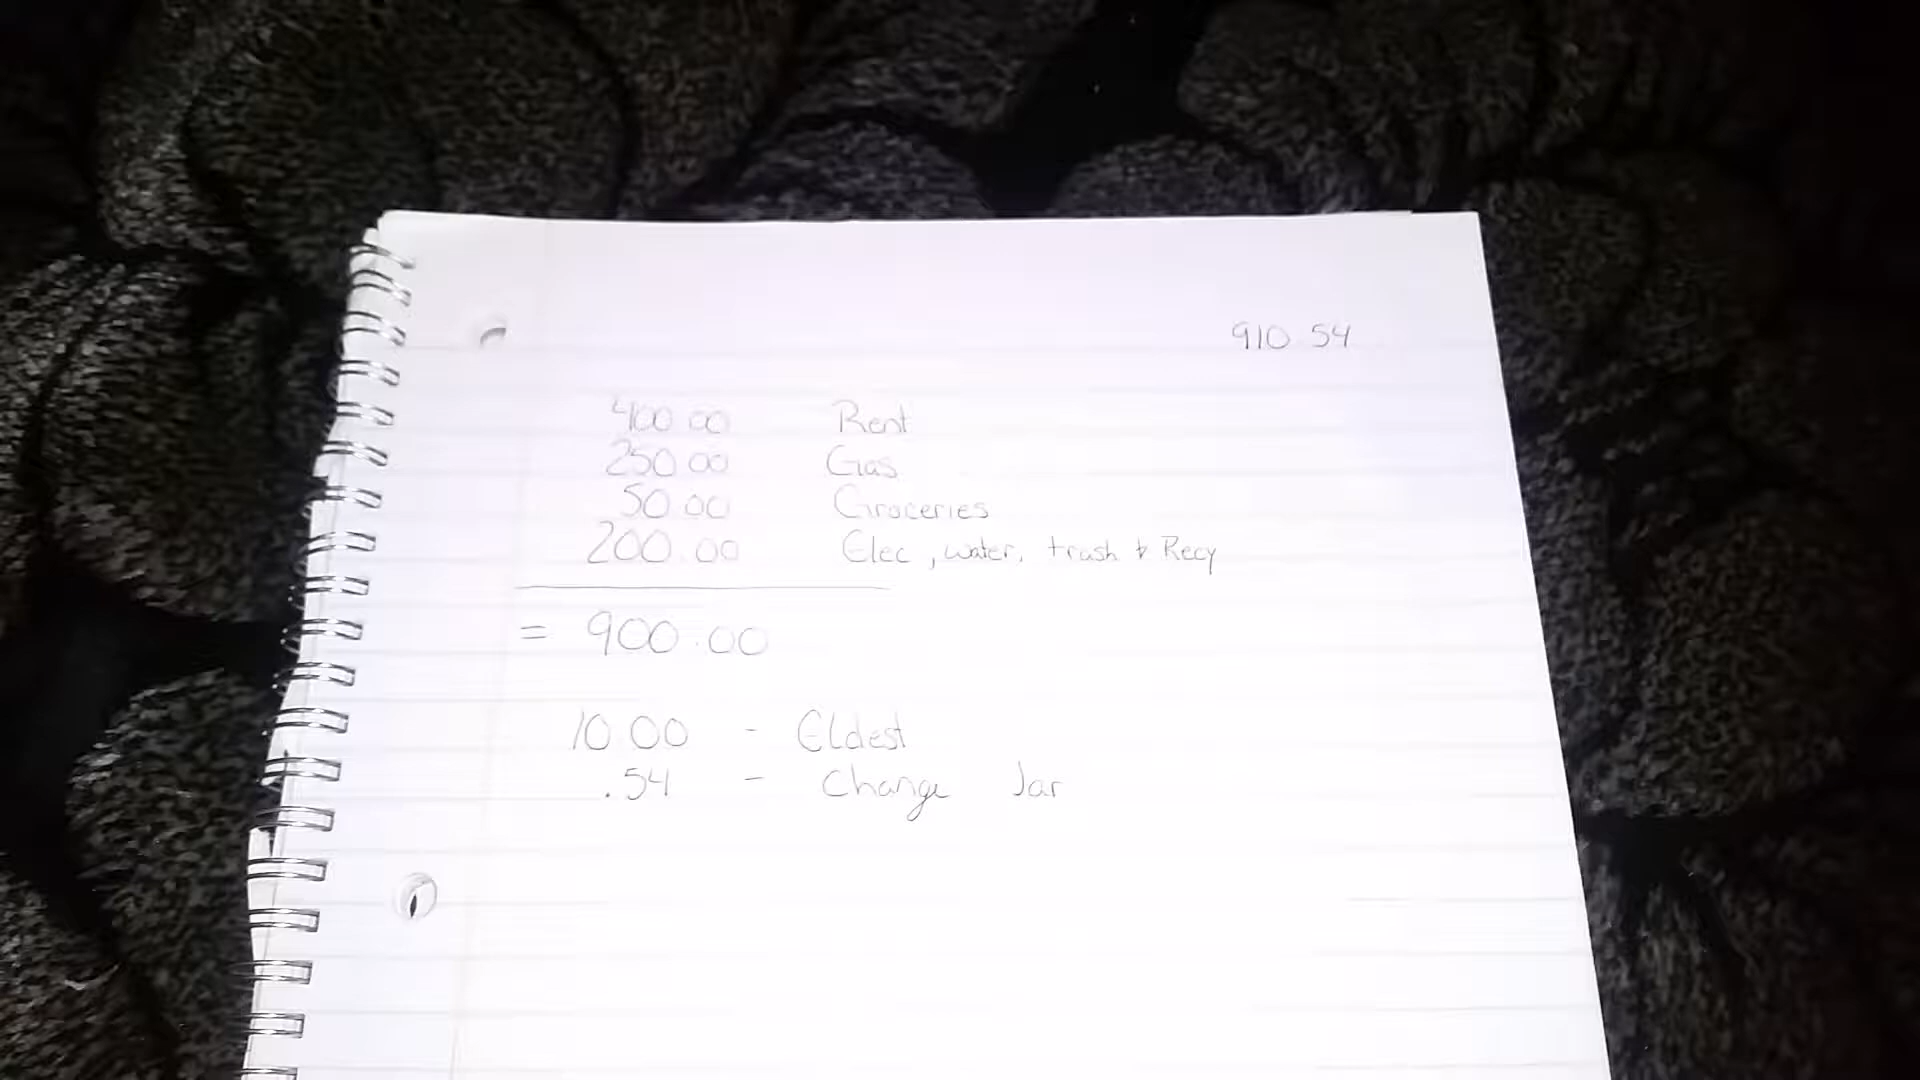 910.54
400.00 Rent
250.00 Gas
50.00 Groceries
200.00 Elec, water, trash & Recy
= 900.00
10.00 - Eldest
.54 - Change Jar